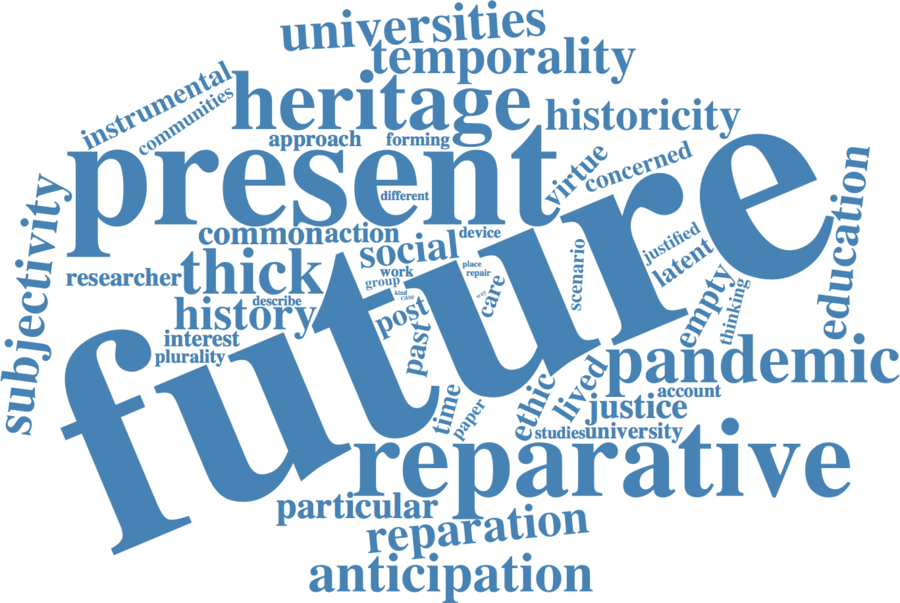 universities
temporality
instrumental
communities
heritage
historicity
approach
forming
present
virtue
concerned
different
education
subjectivity
common
action
device
social
justified
latent
researcher
thick
work
group
place
repair
scenario
care
way
kind
case
describe
history
post
empty
thinking
future
interest
plurality
past
pandemic
time
paper
ethic
lived
account
justice
studies
university
reparative
particular
reparation
anticipation